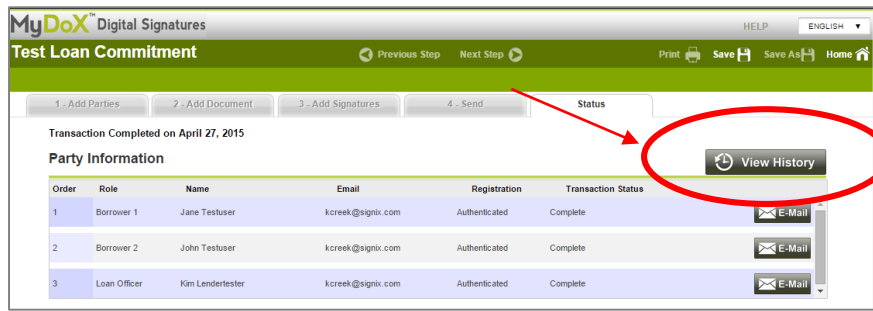 MyDoX™ Digital Signatures HELP ENGLISH ▼
Test Loan Commitment Previous Step Next Step Print Save Save As Home
1 - Add Parties 2 - Add Document 3 - Add Signatures 4 - Send Status
Transaction Completed on April 27, 2015
Party Information View History
Order Role Name Email Registration Transaction Status
1 Borrower 1 Jane Testuser kcreek@signix.com Authenticated Complete E-Mail
2 Borrower 2 John Testuser kcreek@signix.com Authenticated Complete E-Mail
3 Loan Officer Kim Lendertester kcreek@signix.com Authenticated Complete E-Mail